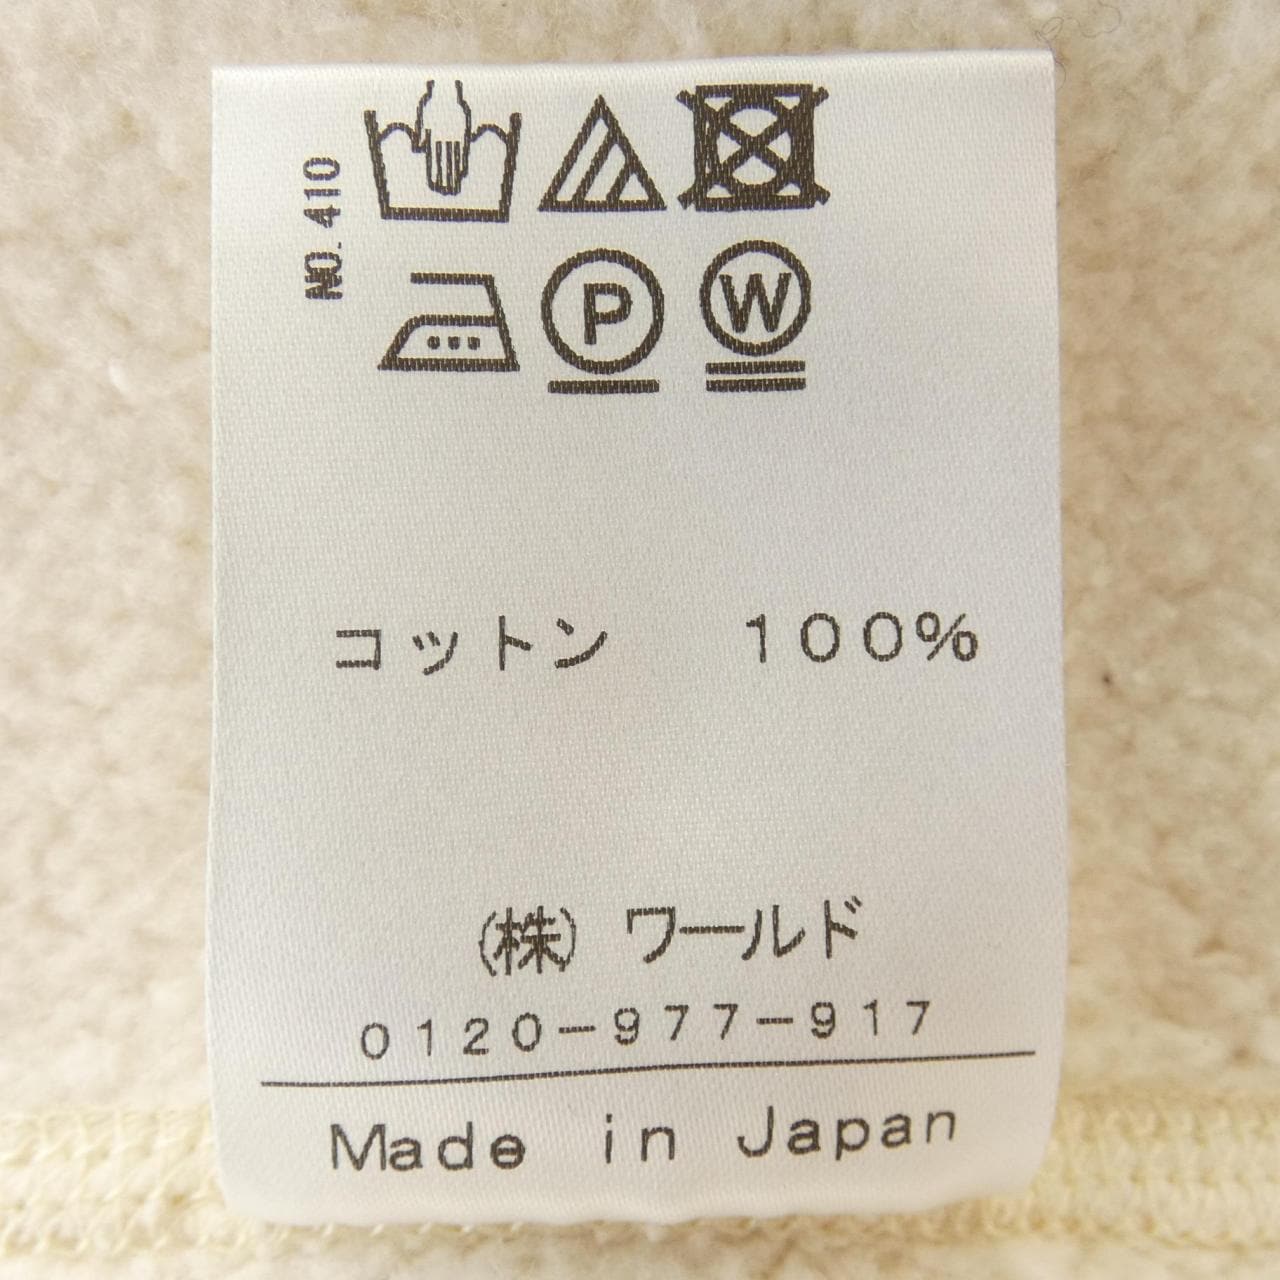 NO.410
P
W
コットン 100%
(株) ワールド
0120-977-917
Made in Japan